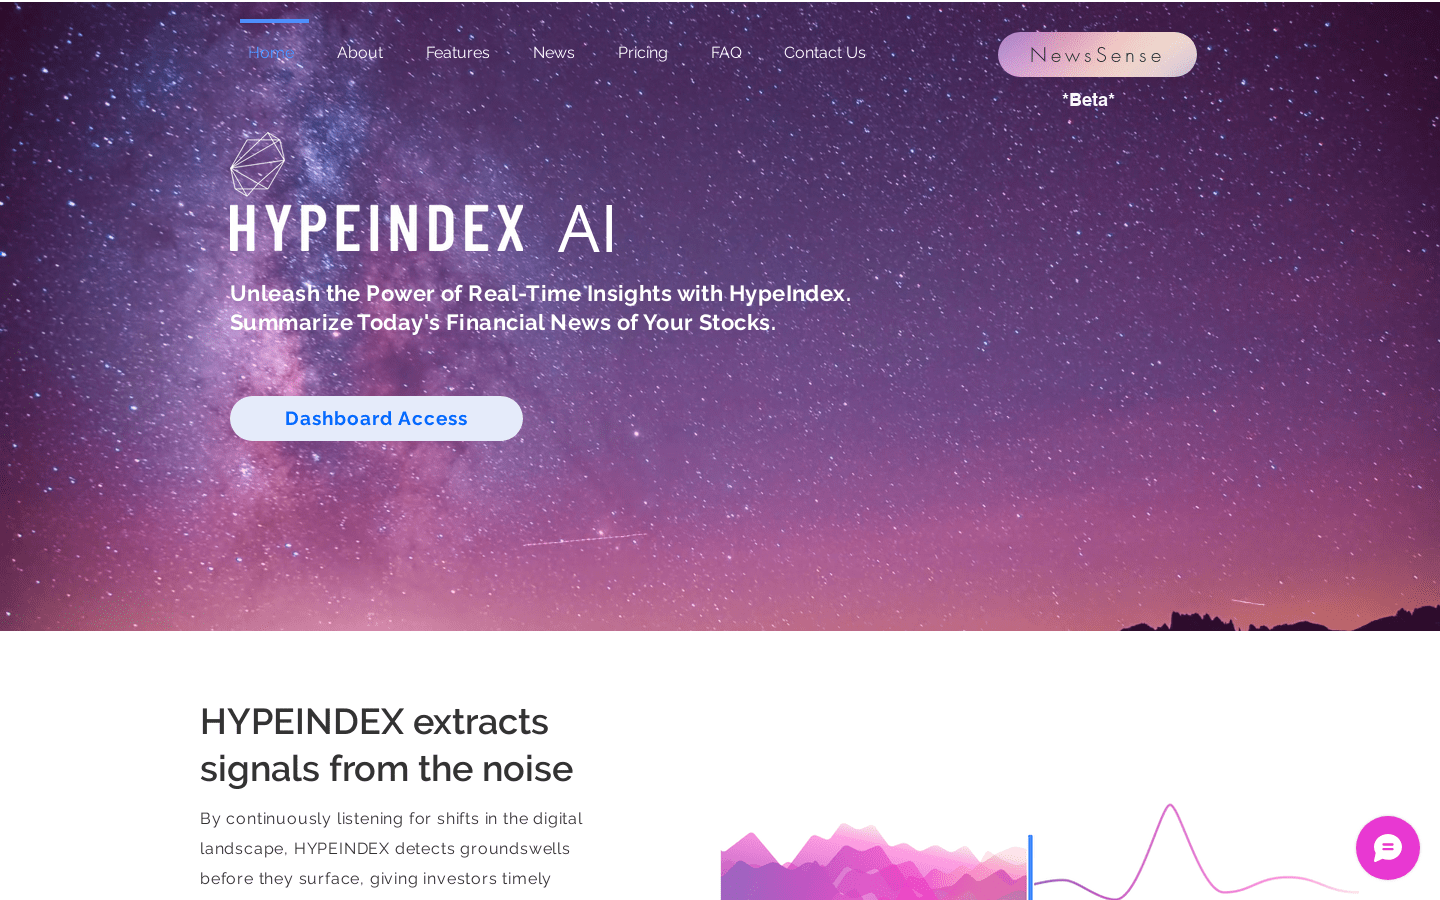 Home
About
Features
News
Pricing
FAQ
Contact Us
NewsSense
*Beta*
HYPEINDEX AI
Unleash the Power of Real-Time Insights with HypeIndex.
Summarize Today's Financial News of Your Stocks.
Dashboard Access
HYPEINDEX extracts
signals from the noise
By continuously listening for shifts in the digital
landscape, HYPEINDEX detects groundswells
before they surface, giving investors timely